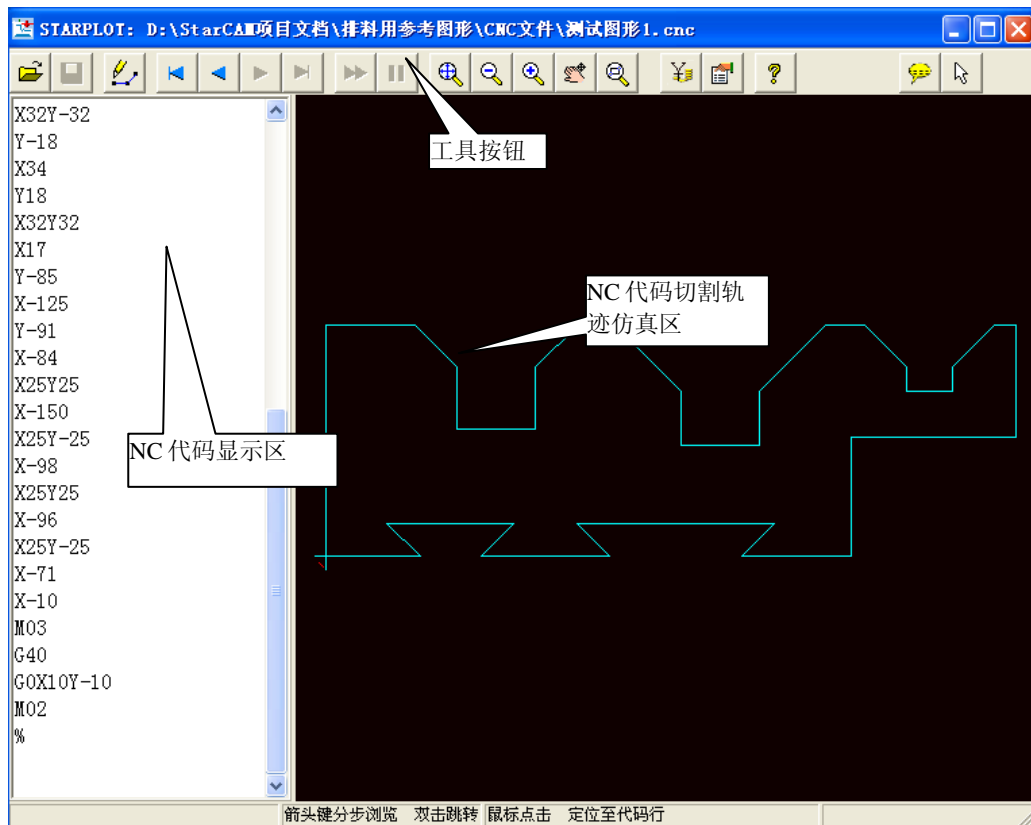 STARPLOT: D:\StarCAM项目文档\排料用参考图形\CNC文件\测试图形1.cnc
工具按钮
X32Y-32
Y-18
X34
Y18
X32Y32
X17
Y-85
X-125
Y-91
X-84
X25Y25
X-150
X25Y-25
X-98
X25Y25
X-96
X25Y-25
X-71
X-10
M03
G40
G0X10Y-10
M02
%
NC 代码显示区
NC 代码切割轨
迹仿真区
箭头键分步浏览 双击跳转 鼠标点击 定位至代码行